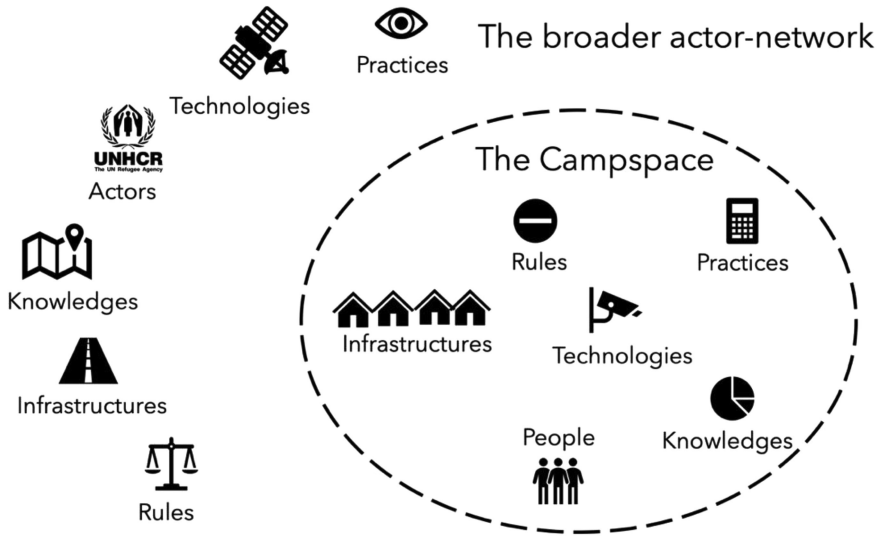 The broader actor-network
Practices
Technologies
UNHCR
The UN Refugee Agency
Actors
Knowledges
Infrastructures
Rules
The Campspace
Rules
Practices
Infrastructures
Technologies
People
Knowledges